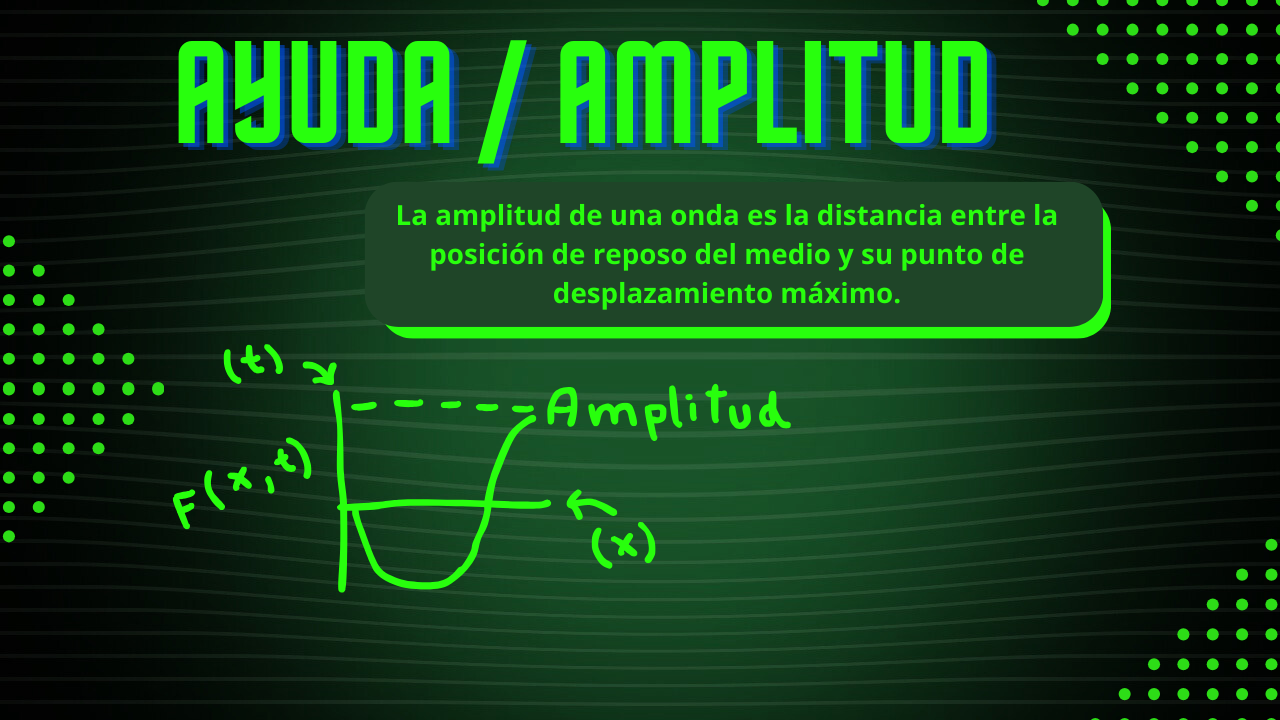 AYUDA / AMPLITUD
La amplitud de una onda es la distancia entre la
posición de reposo del medio y su punto de
desplazamiento máximo.
(t)
Amplitud
F(x,t)
(x)